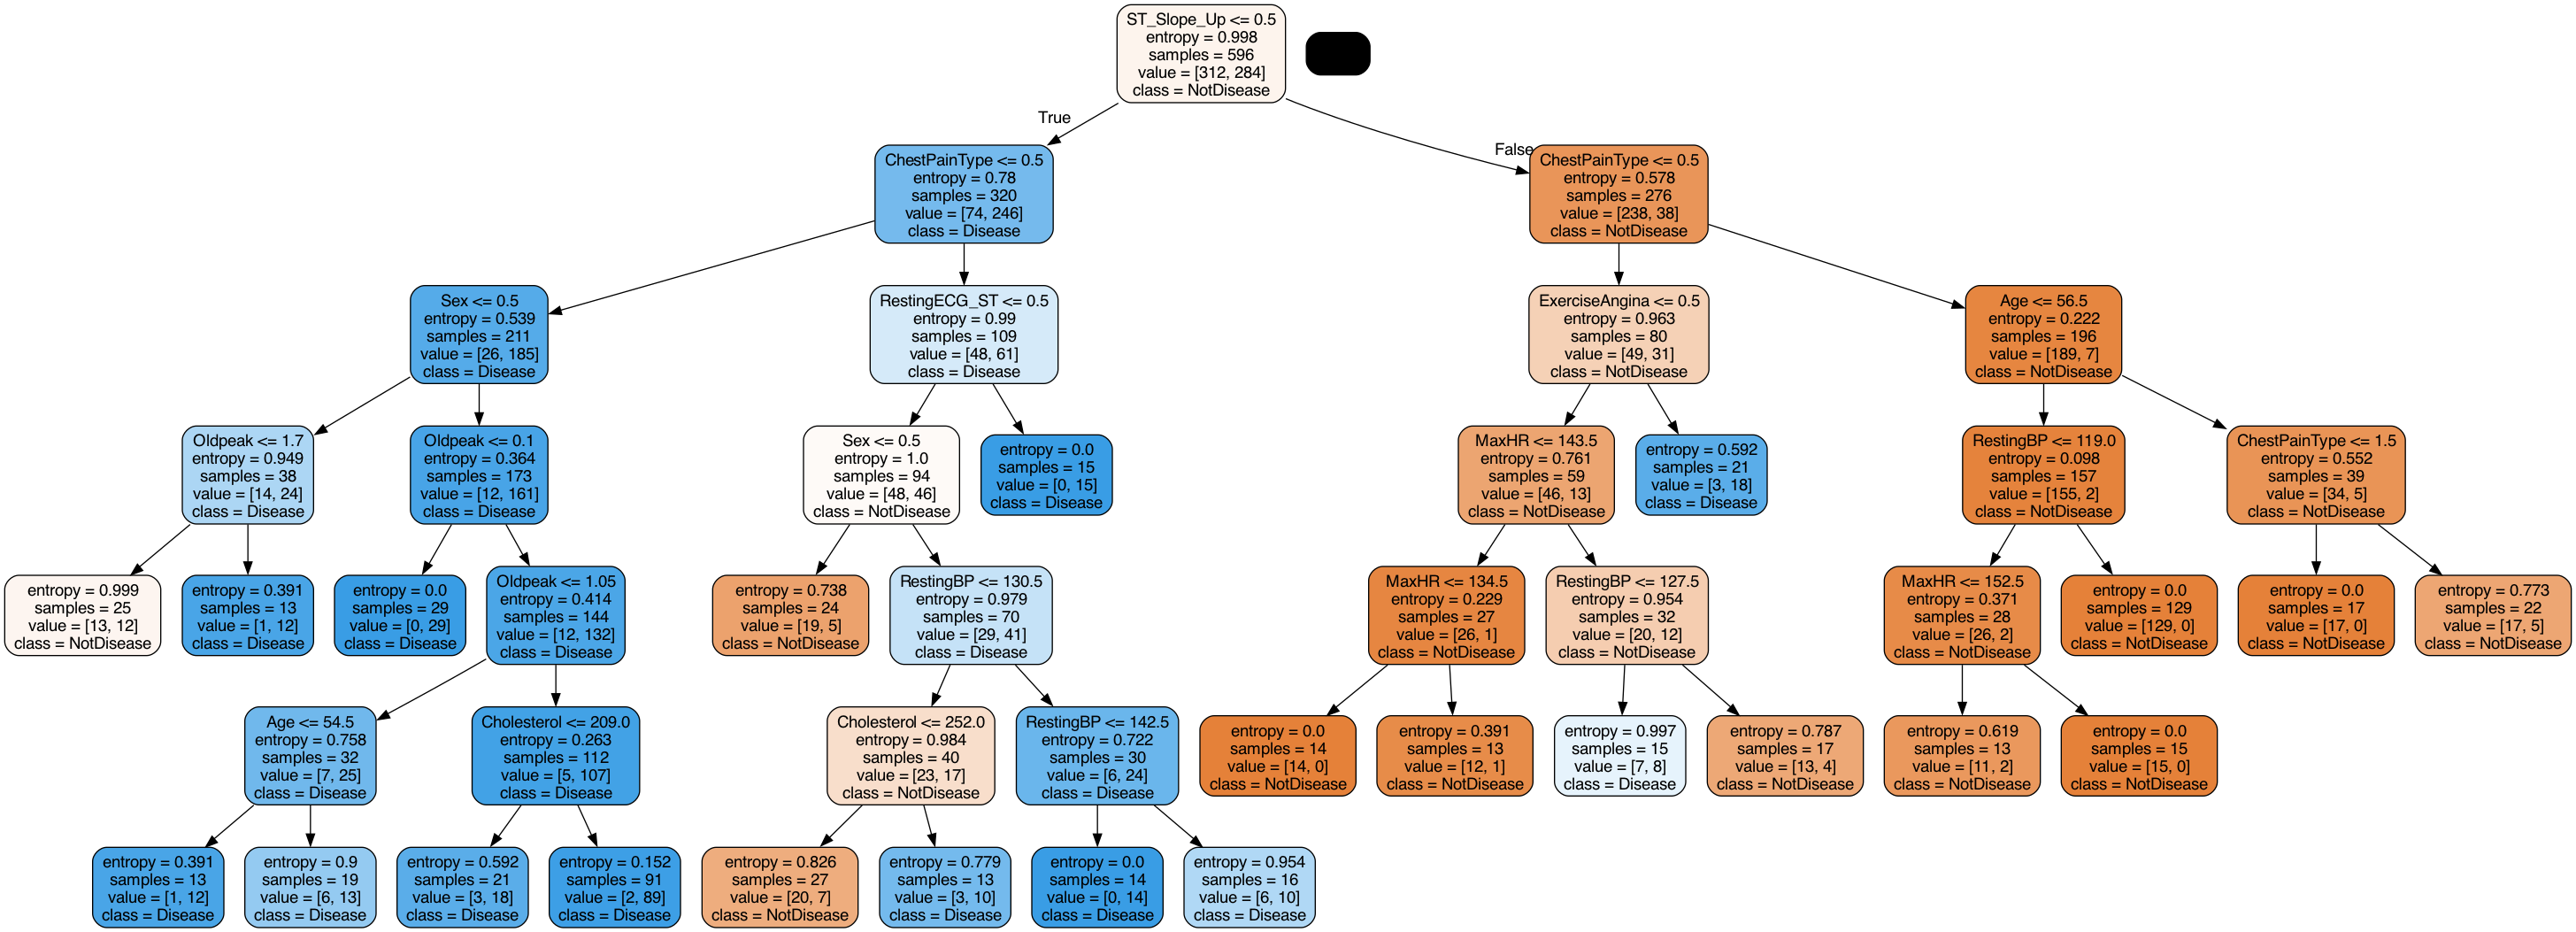 ST_Slope_Up <= 0.5
entropy = 0.998
samples = 596
value = [312, 284]
class = NotDisease
True
False
ChestPainType <= 0.5
entropy = 0.78
samples = 320
value = [74, 246]
class = Disease
ChestPainType <= 0.5
entropy = 0.578
samples = 276
value = [238, 38]
class = NotDisease
Sex <= 0.5
entropy = 0.539
samples = 211
value = [26, 185]
class = Disease
RestingECG_ST <= 0.5
entropy = 0.99
samples = 109
value = [48, 61]
class = Disease
ExerciseAngina <= 0.5
entropy = 0.963
samples = 80
value = [49, 31]
class = NotDisease
Age <= 56.5
entropy = 0.222
samples = 196
value = [189, 7]
class = NotDisease
Oldpeak <= 1.7
entropy = 0.949
samples = 38
value = [14, 24]
class = Disease
Oldpeak <= 0.1
entropy = 0.364
samples = 173
value = [12, 161]
class = Disease
Sex <= 0.5
entropy = 1.0
samples = 94
value = [48, 46]
class = NotDisease
entropy = 0.0
samples = 15
value = [0, 15]
class = Disease
MaxHR <= 143.5
entropy = 0.761
samples = 59
value = [46, 13]
class = NotDisease
entropy = 0.592
samples = 21
value = [3, 18]
class = Disease
RestingBP <= 119.0
entropy = 0.098
samples = 157
value = [155, 2]
class = NotDisease
ChestPainType <= 1.5
entropy = 0.552
samples = 39
value = [34, 5]
class = NotDisease
entropy = 0.999
samples = 25
value = [13, 12]
class = NotDisease
entropy = 0.391
samples = 13
value = [1, 12]
class = Disease
entropy = 0.0
samples = 29
value = [0, 29]
class = Disease
Oldpeak <= 1.05
entropy = 0.414
samples = 144
value = [12, 132]
class = Disease
entropy = 0.738
samples = 24
value = [19, 5]
class = NotDisease
RestingBP <= 130.5
entropy = 0.979
samples = 70
value = [29, 41]
class = Disease
MaxHR <= 134.5
entropy = 0.229
samples = 27
value = [26, 1]
class = NotDisease
RestingBP <= 127.5
entropy = 0.954
samples = 32
value = [20, 12]
class = NotDisease
MaxHR <= 152.5
entropy = 0.371
samples = 28
value = [26, 2]
class = NotDisease
entropy = 0.0
samples = 129
value = [129, 0]
class = NotDisease
entropy = 0.0
samples = 17
value = [17, 0]
class = NotDisease
entropy = 0.773
samples = 22
value = [17, 5]
class = NotDisease
Age <= 54.5
entropy = 0.758
samples = 32
value = [7, 25]
class = Disease
Cholesterol <= 209.0
entropy = 0.263
samples = 112
value = [5, 107]
class = Disease
Cholesterol <= 252.0
entropy = 0.984
samples = 40
value = [23, 17]
class = NotDisease
RestingBP <= 142.5
entropy = 0.722
samples = 30
value = [6, 24]
class = Disease
entropy = 0.0
samples = 14
value = [14, 0]
class = NotDisease
entropy = 0.391
samples = 13
value = [12, 1]
class = NotDisease
entropy = 0.997
samples = 15
value = [7, 8]
class = Disease
entropy = 0.787
samples = 17
value = [13, 4]
class = NotDisease
entropy = 0.619
samples = 13
value = [11, 2]
class = NotDisease
entropy = 0.0
samples = 15
value = [15, 0]
class = NotDisease
entropy = 0.391
samples = 13
value = [1, 12]
class = Disease
entropy = 0.9
samples = 19
value = [6, 13]
class = Disease
entropy = 0.592
samples = 21
value = [3, 18]
class = Disease
entropy = 0.152
samples = 91
value = [2, 89]
class = Disease
entropy = 0.826
samples = 27
value = [20, 7]
class = NotDisease
entropy = 0.779
samples = 13
value = [3, 10]
class = Disease
entropy = 0.0
samples = 14
value = [0, 14]
class = Disease
entropy = 0.954
samples = 16
value = [6, 10]
class = Disease